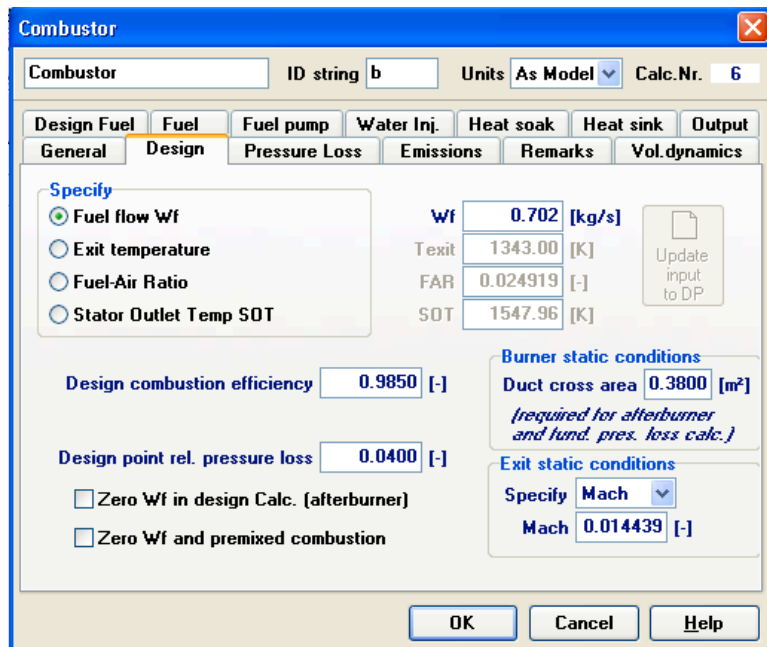 Combustor
Combustor ID string b Units As Model Calc.Nr. 6
Design Fuel Fuel Fuel pump Water Inj. Heat soak Heat sink Output
General Design Pressure Loss Emissions Remarks Vol.dynamics
Specify
Fuel flow Wf Wf 0.702 [kg/s]
Exit temperature Texit 1343.00 [K]
Fuel-Air Ratio FAR 0.024919 [-]
Stator Outlet Temp SOT SOT 1547.96 [K]
Update
input
to DP
Burner static conditions
Design combustion efficiency 0.9850 [-] Duct cross area 0.3800 [m²]
(required for afterburner
and fund. pres. loss calc.)
Design point rel. pressure loss 0.0400 [-]
Exit static conditions
Zero Wf in design Calc. (afterburner) Specify Mach
Zero Wf and premixed combustion Mach 0.014439 [-]
OK Cancel Help